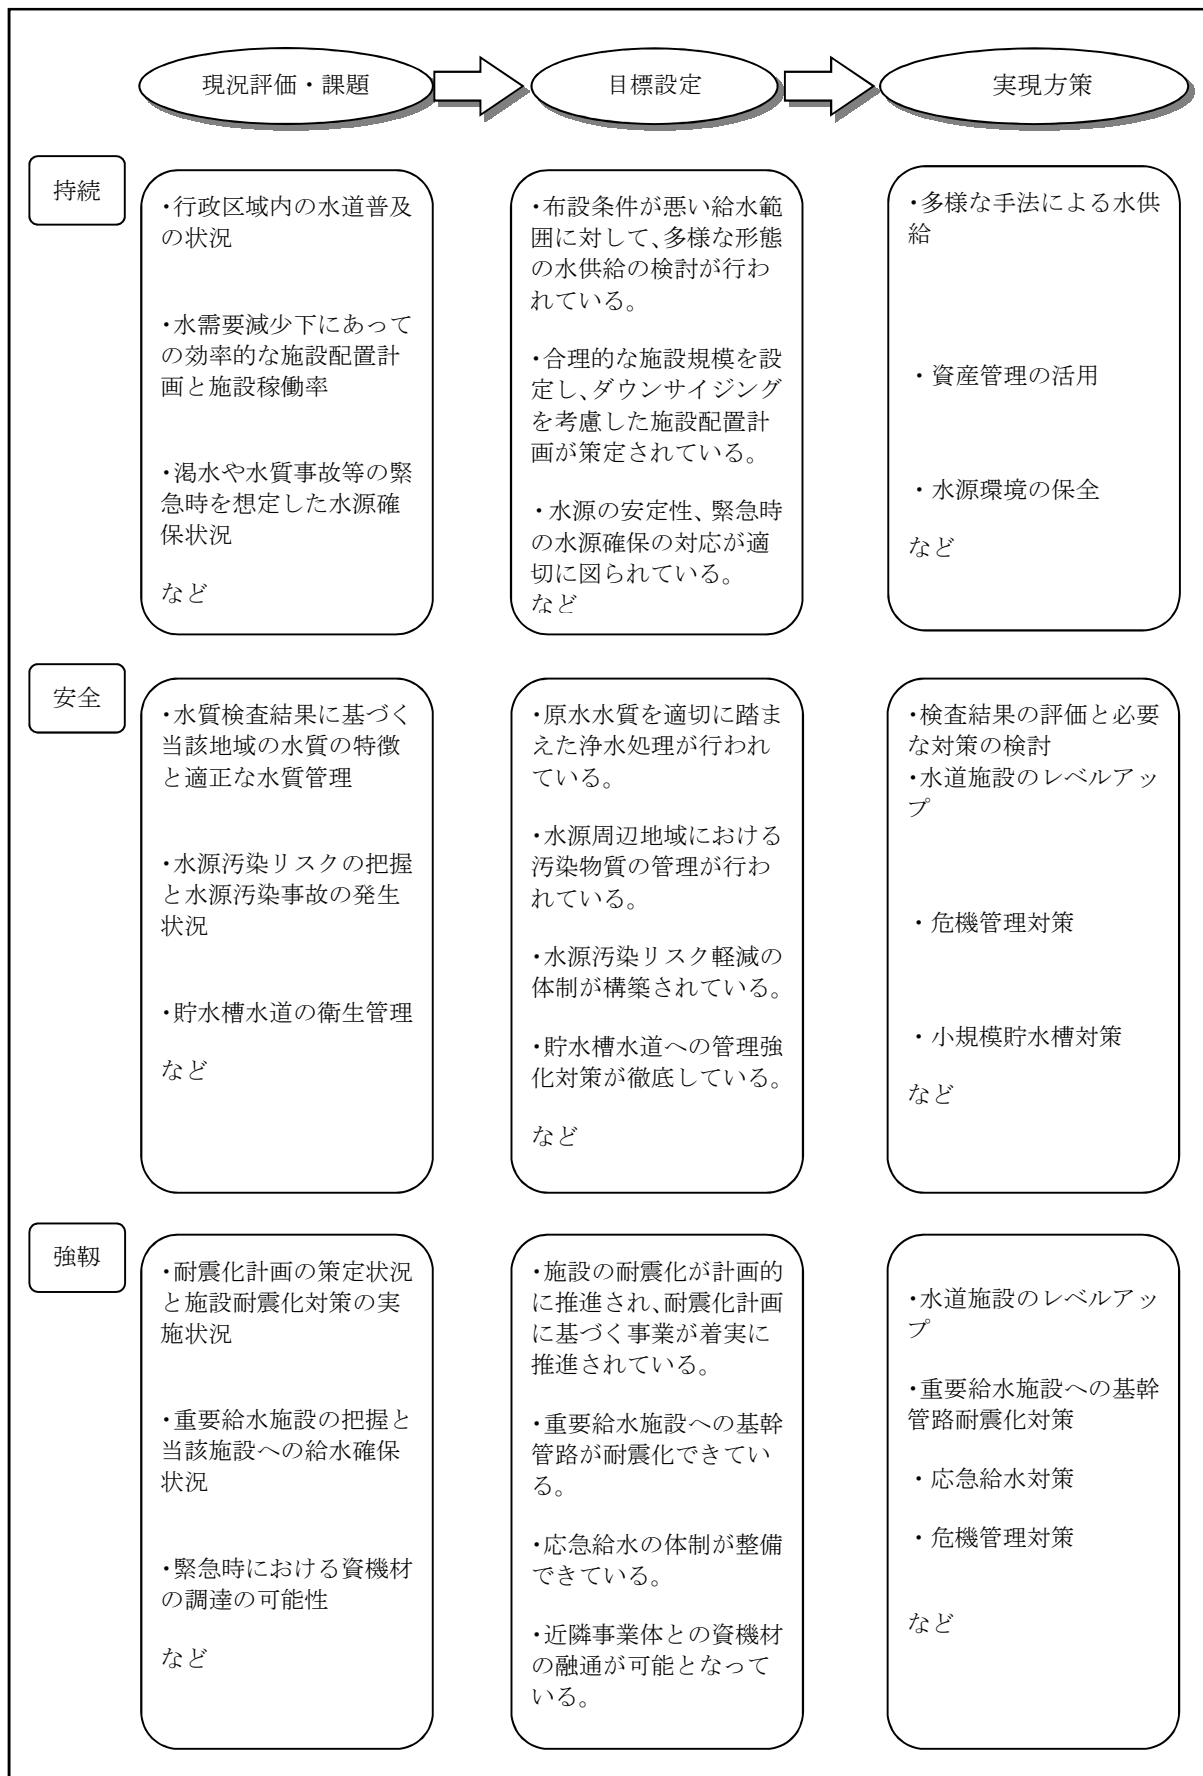 現況評価・課題
目標設定
実現方策
持続
・行政区域内の水道普及
の状況
・水需要減少下にあって
の効率的な施設配置計
画と施設稼働率
・渇水や水質事故等の緊
急時を想定した水源確
保状況
など
・布設条件が悪い給水範
囲に対して、多様な形態
の水供給の検討が行わ
れている。
・合理的な施設規模を設
定し、ダウンサイジング
を考慮した施設配置計
画が策定されている。
・水源の安定性、緊急時
の水源確保の対応が適
切に図られている。
など
・多様な手法による水供
給
・資産管理の活用
・水源環境の保全
など
安全
・水質検査結果に基づく
当該地域の水質の特徴
と適正な水質管理
・水源汚染リスクの把握
と水源汚染事故の発生
状況
・貯水槽水道の衛生管理
など
・原水水質を適切に踏ま
えた浄水処理が行われ
ている。
・水源周辺地域における
汚染物質の管理が行わ
れている。
・水源汚染リスク軽減の
体制が構築されている。
・貯水槽水道への管理強
化対策が徹底している。
など
・検査結果の評価と必要
な対策の検討
・水道施設のレベルアッ
プ
・危機管理対策
・小規模貯水槽対策
など
強靱
・耐震化計画の策定状況
と施設耐震化対策の実
施状況
・重要給水施設の把握と
当該施設への給水確保
状況
・緊急時における資機材
の調達の可能性
など
・施設の耐震化が計画的
に推進され、耐震化計画
に基づく事業が着実に
推進されている。
・重要給水施設への基幹
管路が耐震化できてい
る。
・応急給水の体制が整備
できている。
・近隣事業体との資機材
の融通が可能となって
いる。
・水道施設のレベルアッ
プ
・重要給水施設への基幹
管路耐震化対策
・応急給水対策
・危機管理対策
など